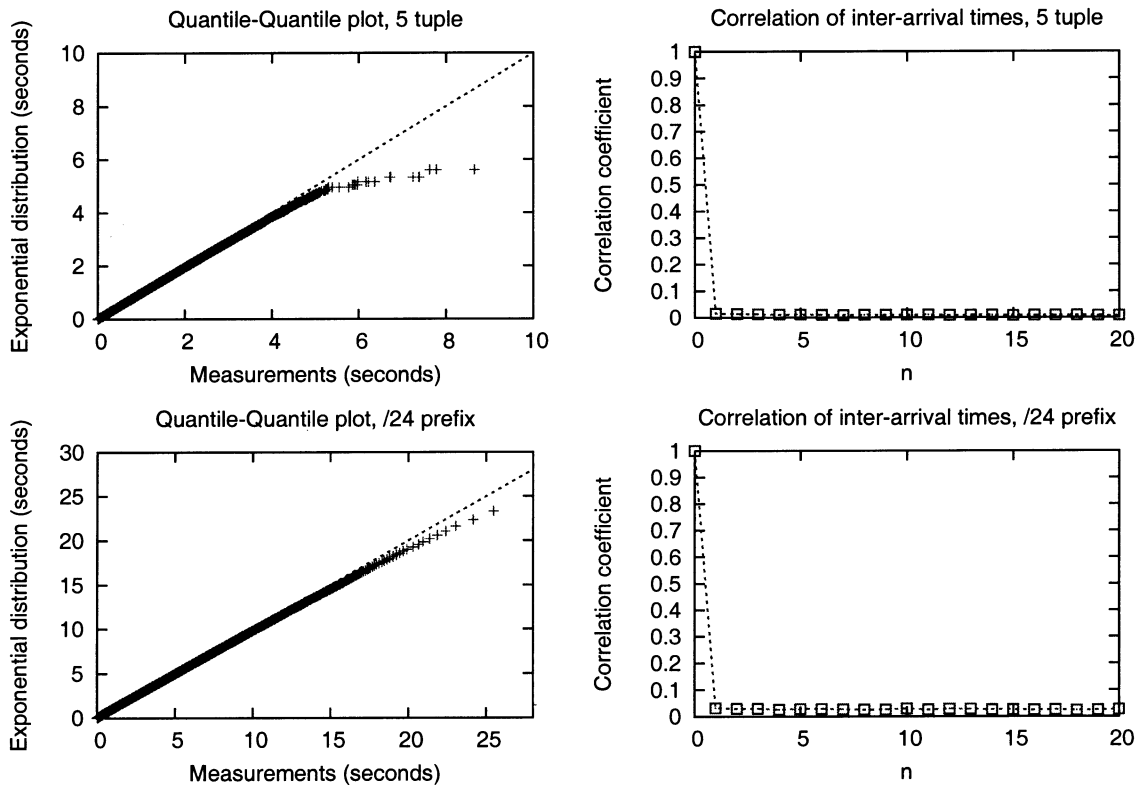 Quantile-Quantile plot, 5 tuple
Exponential distribution (seconds)
10
8
6
4
2
0
0 2 4 6 8 10
Measurements (seconds)
Correlation of inter-arrival times, 5 tuple
Correlation coefficient
1
0.9
0.8
0.7
0.6
0.5
0.4
0.3
0.2
0.1
0
0 5 10 15 20
n
Quantile-Quantile plot, /24 prefix
Exponential distribution (seconds)
30
25
20
15
10
5
0
0 5 10 15 20 25
Measurements (seconds)
Correlation of inter-arrival times, /24 prefix
Correlation coefficient
1
0.9
0.8
0.7
0.6
0.5
0.4
0.3
0.2
0.1
0
0 5 10 15 20
n